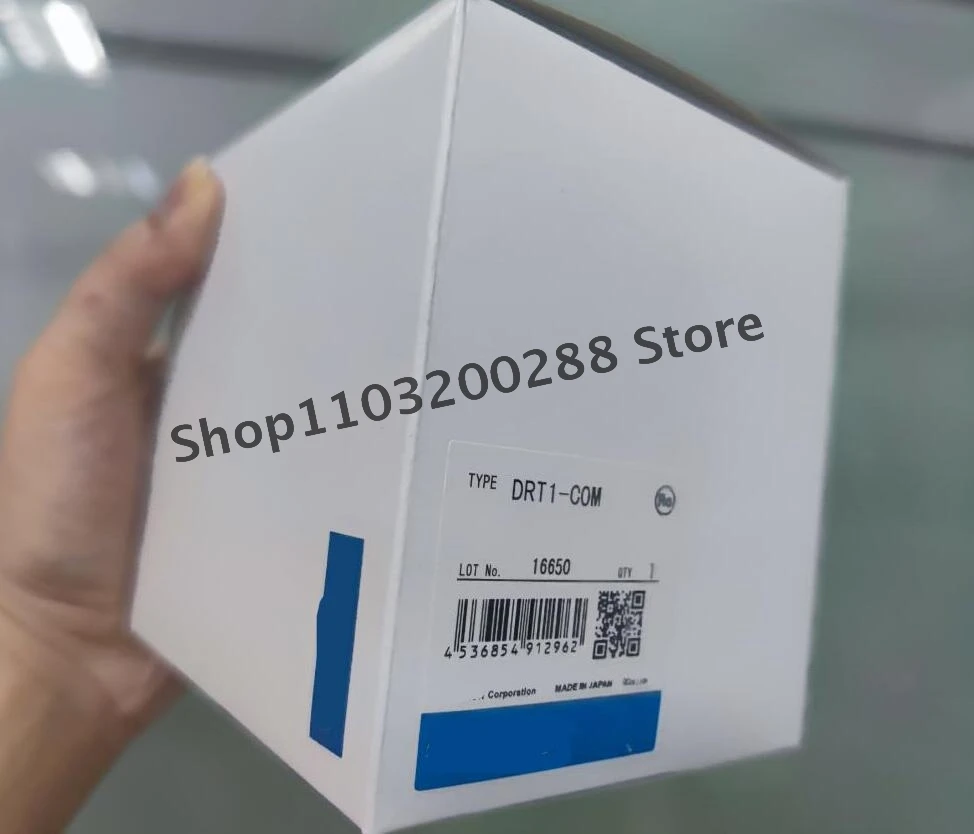 Shop1103200288 Store
TYPE DRT1-COM
LOT No. 16650 QTY 1
4 536854 912962
Corporation MADE IN JAPAN